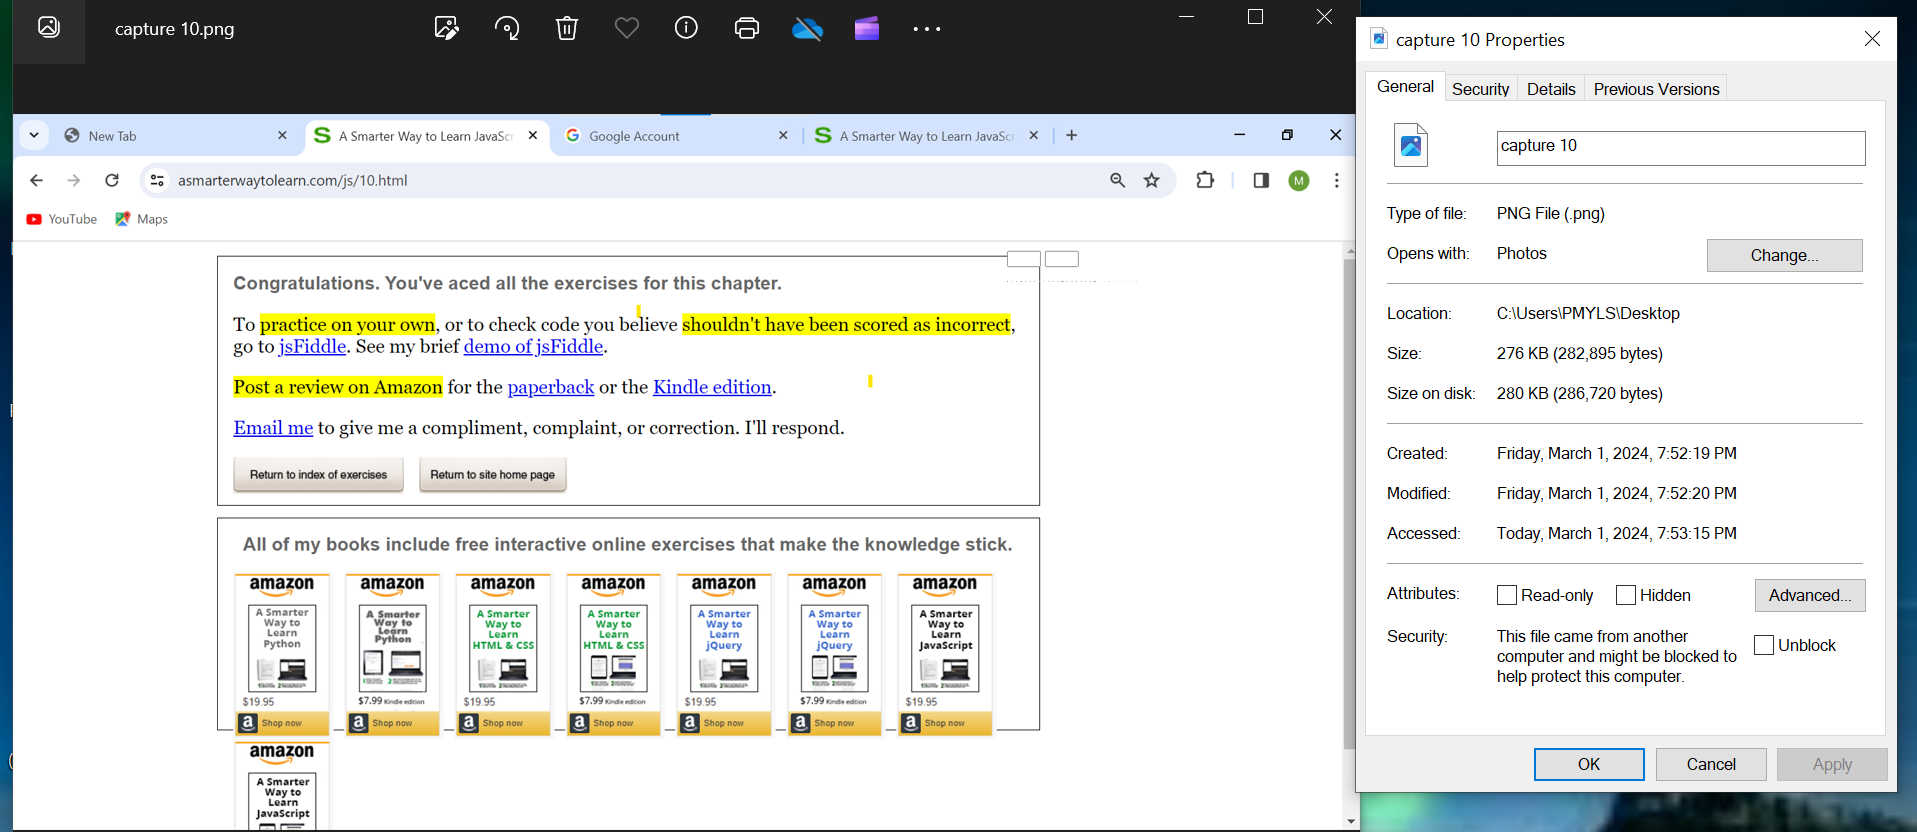 capture 10.png
New Tab
A Smarter Way to Learn JavaSc
Google Account
A Smarter Way to Learn JavaSc
asmarterwaytolearn.com/js/10.html
M
YouTube
Maps
Congratulations. You've aced all the exercises for this chapter.
To practice on your own, or to check code you believe shouldn't have been scored as incorrect,
go to jsFiddle. See my brief demo of jsFiddle.
Post a review on Amazon for the paperback or the Kindle edition.
Email me to give me a compliment, complaint, or correction. I'll respond.
Return to index of exercises
Return to site home page
All of my books include free interactive online exercises that make the knowledge stick.
amazon
A Smarter
Way to
Learn
Python
$19.95
a Shop now
amazon
A Smarter
Way to
Learn
Python
$7.99 Kindle edition
a Shop now
amazon
A Smarter
Way to
Learn
HTML & CSS
$19.95
a Shop now
amazon
A Smarter
Way to
Learn
HTML & CSS
$7.99 Kindle edition
a Shop now
amazon
A Smarter
Way to
Learn
jQuery
$19.95
a Shop now
amazon
A Smarter
Way to
Learn
jQuery
$7.99 Kindle edition
a Shop now
amazon
A Smarter
Way to
Learn
JavaScript
$19.95
a Shop now
amazon
A Smarter
Way to
Learn
JavaScript
capture 10 Properties
General
Security
Details
Previous Versions
capture 10
Type of file: PNG File (.png)
Opens with: Photos
Change...
Location: C:\Users\PMYLS\Desktop
Size: 276 KB (282,895 bytes)
Size on disk: 280 KB (286,720 bytes)
Created: Friday, March 1, 2024, 7:52:19 PM
Modified: Friday, March 1, 2024, 7:52:20 PM
Accessed: Today, March 1, 2024, 7:53:15 PM
Attributes: Read-only Hidden
Advanced...
Security: This file came from another
computer and might be blocked to
help protect this computer.
Unblock
OK
Cancel
Apply